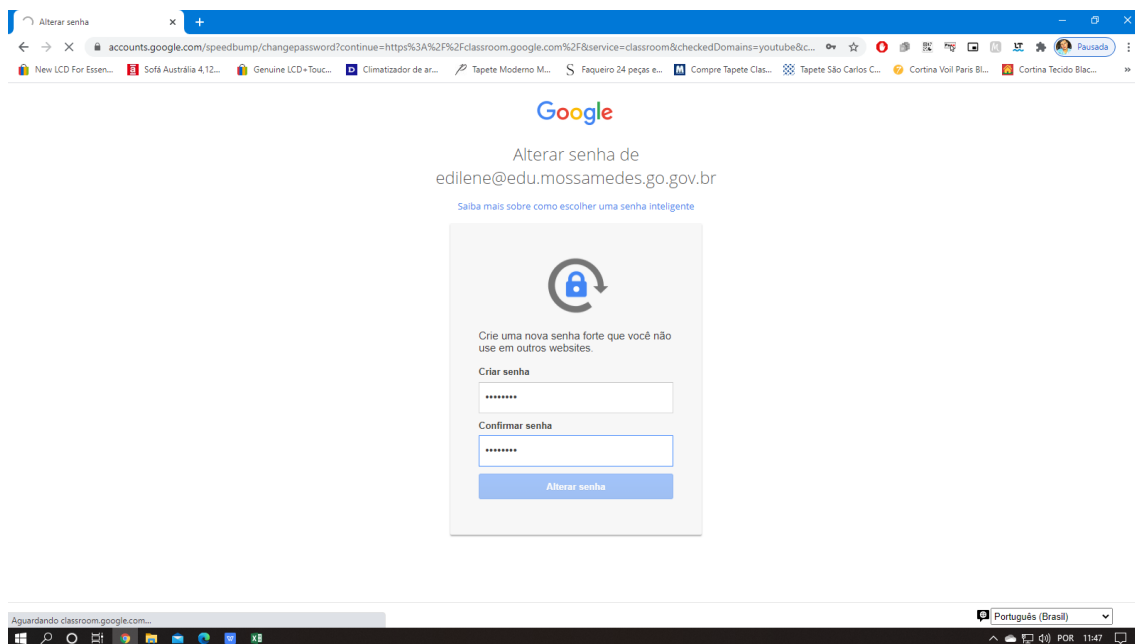 Alterar senha
accounts.google.com/speedbump/changepassword?continue=https%3A%2F%2Fclassroom.google.com%2F&service=classroom&checkedDomains=youtube&c...
Pausada
New LCD For Essen...
Sofá Austrália 4,12...
Genuine LCD+Touc...
Climatizador de ar...
Tapete Moderno M...
Faqueiro 24 peças e...
Compre Tapete Clas...
Tapete São Carlos C...
Cortina Voil Paris Bl...
Cortina Tecido Blac...
Google
Alterar senha de
edilene@edu.mossamedes.go.gov.br
Saiba mais sobre como escolher uma senha inteligente
Crie uma nova senha forte que você não
use em outros websites.
Criar senha
••••••••
Confirmar senha
••••••••
Alterar senha
Aguardando classroom.google.com...
Português (Brasil)
POR 11:47